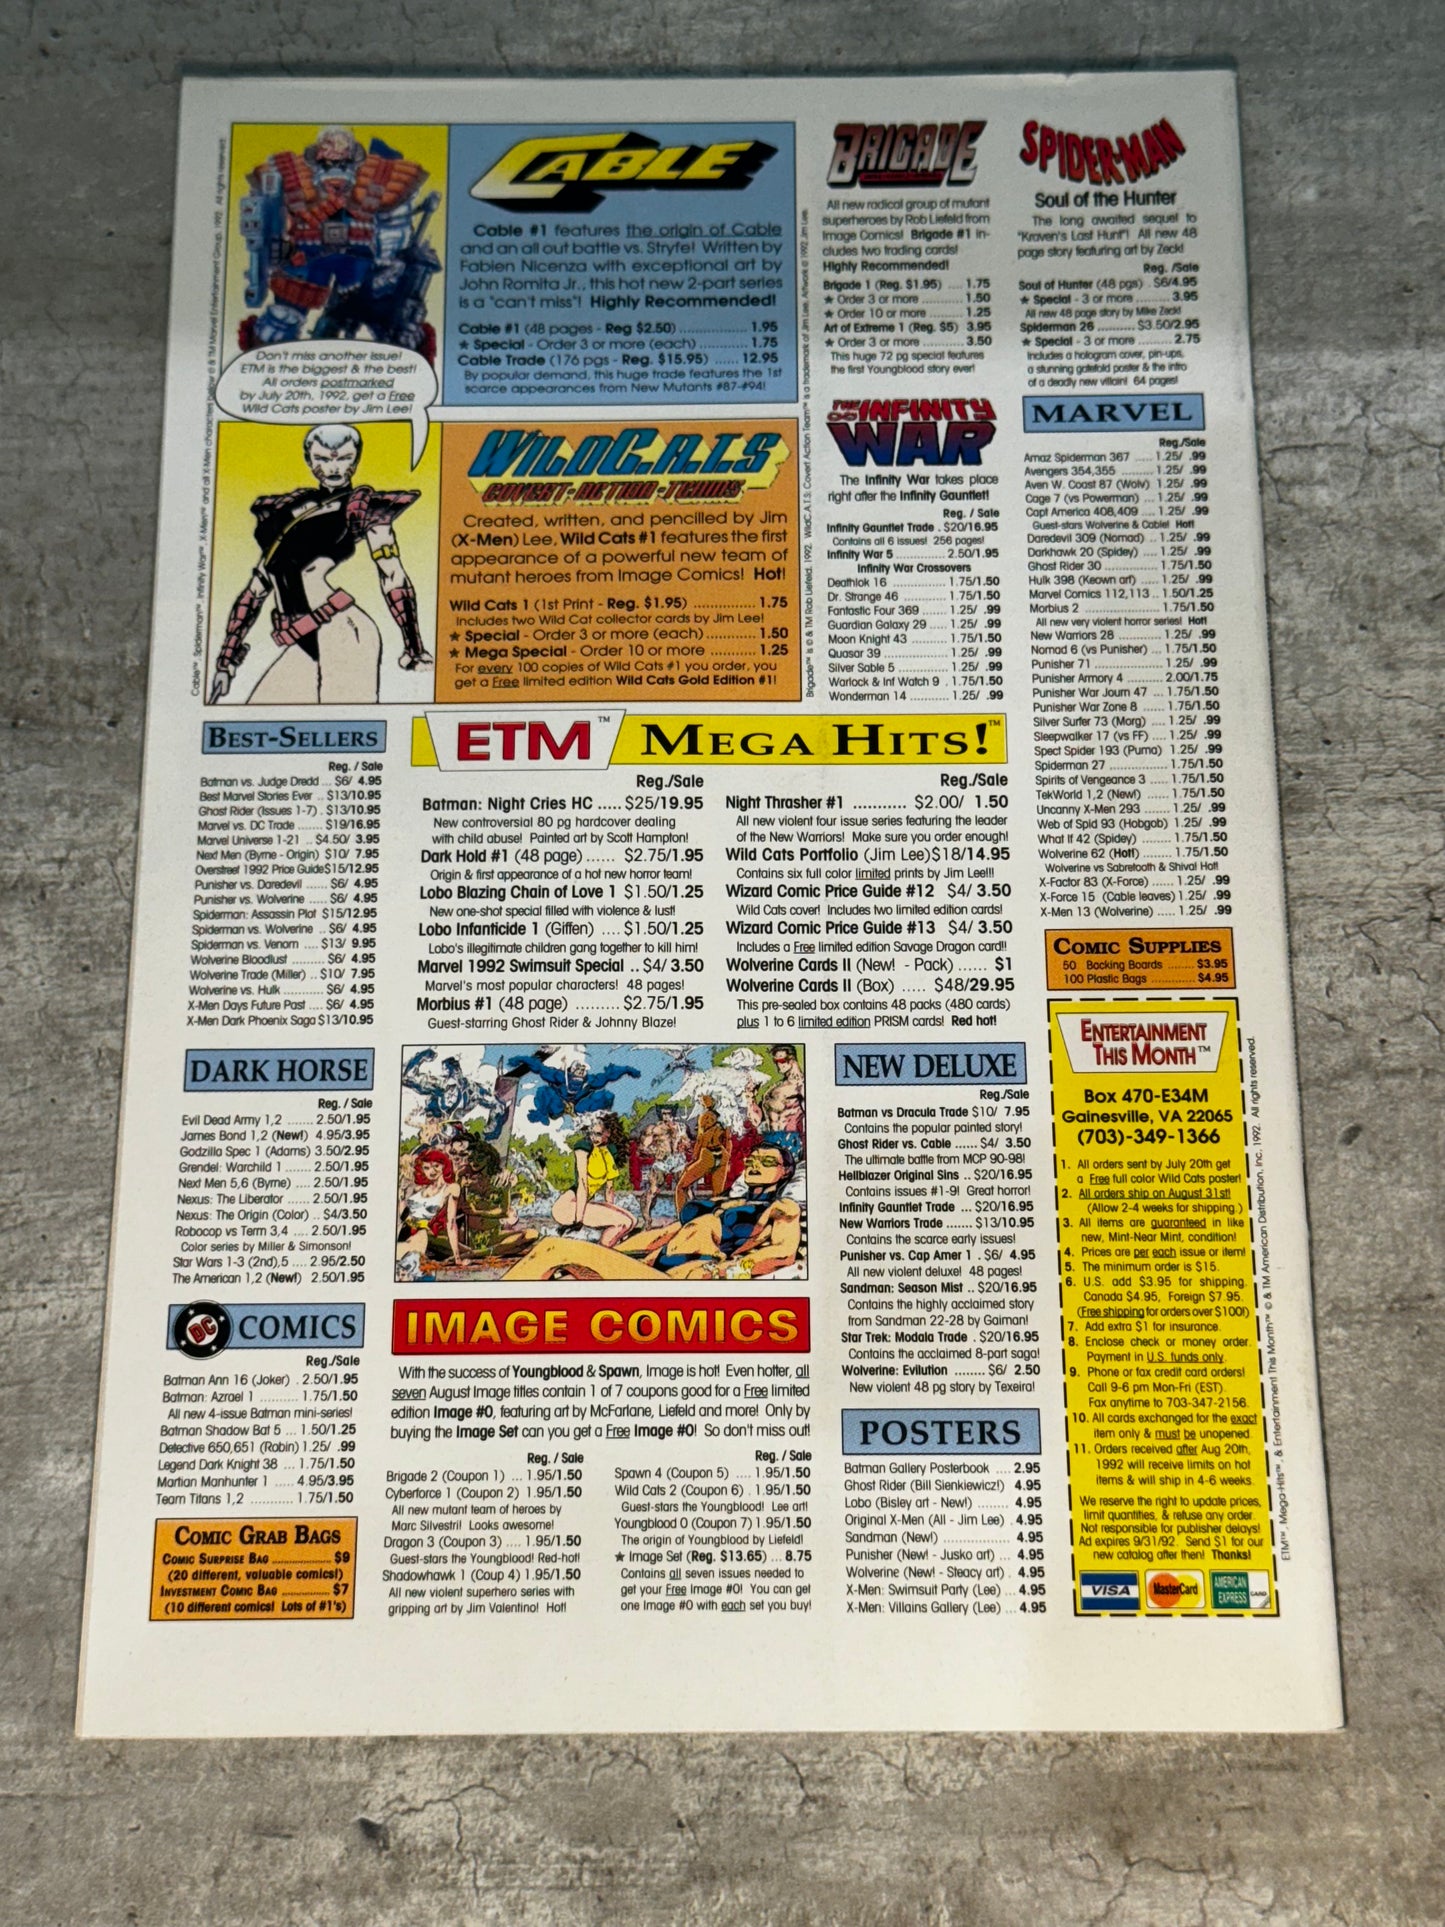 CABLE
Cable #1 features the origin of Cable
and an all out battle vs. Stryfe! Written by
Fabien Nicenza with exceptional art by
John Romita Jr., this hot new 2-part series
is a "can't miss"! Highly Recommended!
Cable #1 (48 pages - Reg $2.50) ............... 1.95
★ Special - Order 3 or more (each) ........... 1.75
Cable Trade (176 pgs - Reg. $15.95) ...... 12.95
By popular demand, this huge trade features the 1st
scarce appearances from New Mutants #87-#94!
Don't miss another issue!
ETM is the biggest & the best!
All orders postmarked
by July 20th, 1992, get a Free
Wild Cats poster by Jim Lee!
WILDC.A.T.S
COVERT-ACTION-TEAMS
Created, written, and pencilled by Jim
(X-Men) Lee, Wild Cats #1 features the first
appearance of a powerful new team of
mutant heroes from Image Comics! Hot!
Wild Cats 1 (1st Print - Reg. $1.95) .............. 1.75
Includes two Wild Cat collector cards by Jim Lee!
★ Special - Order 3 or more (each) ............ 1.50
★ Mega Special - Order 10 or more ........... 1.25
For every 100 copies of Wild Cats #1 you order, you
get a Free limited edition Wild Cats Gold Edition #1!
BRIGADE
All new radical group of mutant
superheroes by Rob Liefeld from
Image Comics! Brigade #1 in-
cludes two trading cards!
Highly Recommended!
Brigade 1 (Reg. $1.95) ..... 1.75
★ Order 3 or more ............ 1.50
★ Order 10 or more .......... 1.25
Art of Extreme 1 (Reg. $5) 3.95
★ Order 3 or more ............ 3.50
This huge 72 pg special features
the first Youngblood story ever!
THE INFINITY
WAR
The Infinity War takes place
right after the Infinity Gauntlet!
Reg. / Sale
Infinity Gauntlet Trade . $20/16.95
Contains all 6 issues! 256 pages!
Infinity War 5 ................ 2.50/1.95
Infinity War Crossovers
Deathlok 16 ................ 1.75/1.50
Dr. Strange 46 ............ 1.75/1.50
Fantastic Four 369 ......... 1.25/ .99
Guardian Galaxy 29 ..... 1.25/ .99
Moon Knight 43 ........... 1.75/1.50
Quasar 39 .................... 1.25/ .99
Silver Sable 5 ................ 1.25/ .99
Warlock & Inf Watch 9 . 1.75/1.50
Wonderman 14 ............ 1.25/ .99
SPIDER-MAN
Soul of the Hunter
The long awaited sequel to
"Kraven's Last Hunt"! All new 48
page story featuring art by Zeck!
Reg. /Sale
Soul of Hunter (48 pgs) $6/4.95
★ Special - 3 or more ......... 3.95
All new 48 page story by Mike Zeck!
Spiderman 26 ........... $3.50/2.95
★ Special - 3 or more ......... 2.75
Includes a hologram cover, pin-ups,
a stunning gatefold poster & the intro
of a deadly new villain! 64 pages!
MARVEL
Reg./Sale
Amaz Spiderman 367 ..... 1.25/ .99
Avengers 354,355 ......... 1.25/ .99
Aven W. Coast 87 (Wolv) 1.25/ .99
Cage 7 (vs Powerman) ... 1.25/ .99
Capt America 408,409 .... 1.25/ .99
Guest-stars Wolverine & Cable! Hot!
Daredevil 309 (Nomad) .. 1.25/ .99
Darkhawk 20 (Spidey) .... 1.25/ .99
Ghost Rider 30 ............... 1.75/1.50
Hulk 398 (Keown art) ...... 1.25/ .99
Marvel Comics 112,113 .. 1.50/1.25
Morbius 2 ...................... 1.75/1.50
All new very violent horror series! Hot!
New Warriors 28 ............. 1.25/ .99
Nomad 6 (vs Punisher) ... 1.75/1.50
Punisher 71 .................... 1.25/ .99
Punisher Armory 4 .......... 2.00/1.75
Punisher War Journ 47 ... 1.75/1.50
Punisher War Zone 8 ...... 1.75/1.50
Silver Surfer 73 (Morg) .... 1.25/ .99
Sleepwalker 17 (vs FF) .... 1.25/ .99
Spect Spider 193 (Puma) 1.25/ .99
Spiderman 27 ................ 1.75/1.50
Spirits of Vengeance 3 .... 1.75/1.50
TekWorld 1,2 (New!) ....... 1.75/1.50
Uncanny X-Men 293 ....... 1.25/ .99
Web of Spid 93 (Hobgob) 1.25/ .99
What If 42 (Spidey) ......... 1.75/1.50
Wolverine 62 (Hot!) ........ 1.75/1.50
Wolverine vs Sabretooth & Shiva! Hot!
X-Factor 83 (X-Force) ...... 1.25/ .99
X-Force 15 (Cable leaves) 1.25/ .99
X-Men 13 (Wolverine) ..... 1.25/ .99
BEST-SELLERS
Reg. / Sale
Batman vs. Judge Dredd ... $6/ 4.95
Best Marvel Stories Ever .. $13/10.95
Ghost Rider (Issues 1-7) . $13/10.95
Marvel vs. DC Trade ....... $19/16.95
Marvel Universe 1-21 .. $4.50/ 3.95
Next Men (Byrne - Origin) $10/ 7.95
Overstreet 1992 Price Guide $15/12.95
Punisher vs. Daredevil ...... $6/ 4.95
Punisher vs. Wolverine ..... $6/ 4.95
Spiderman: Assassin Plot $15/12.95
Spiderman vs. Wolverine .. $6/ 4.95
Spiderman vs. Venom .... $13/ 9.95
Wolverine Bloodlust .......... $6/ 4.95
Wolverine Trade (Miller) .. $10/ 7.95
Wolverine vs. Hulk ............ $6/ 4.95
X-Men Days Future Past .... $6/ 4.95
X-Men Dark Phoenix Saga $13/10.95
ETM™ MEGA HITS!™
Reg./Sale
Batman: Night Cries HC ..... $25/19.95
New controversial 80 pg hardcover dealing
with child abuse! Painted art by Scott Hampton!
Dark Hold #1 (48 page) ...... $2.75/1.95
Origin & first appearance of a hot new horror team!
Lobo Blazing Chain of Love 1 $1.50/1.25
New one-shot special filled with violence & lust!
Lobo Infanticide 1 (Giffen) .... $1.50/1.25
Lobo's illegitimate children gang together to kill him!
Marvel 1992 Swimsuit Special .. $4/ 3.50
Marvel's most popular characters! 48 pages!
Morbius #1 (48 page) ......... $2.75/1.95
Guest-starring Ghost Rider & Johnny Blaze!
Reg./Sale
Night Thrasher #1 ........... $2.00/ 1.50
All new violent four issue series featuring the leader
of the New Warriors! Make sure you order enough!
Wild Cats Portfolio (Jim Lee)$18/14.95
Contains six full color limited prints by Jim Lee!!!
Wizard Comic Price Guide #12 $4/ 3.50
Wild Cats cover! Includes two limited edition cards!
Wizard Comic Price Guide #13 $4/ 3.50
Includes a Free limited edition Savage Dragon card!!
Wolverine Cards II (New! - Pack) ...... $1
Wolverine Cards II (Box) ..... $48/29.95
This pre-sealed box contains 48 packs (480 cards)
plus 1 to 6 limited edition PRISM cards! Red hot!
COMIC SUPPLIES
50 Backing Boards ........ $3.95
100 Plastic Bags .............. $4.95
DARK HORSE
Reg. / Sale
Evil Dead Army 1,2 ......... 2.50/1.95
James Bond 1,2 (New!) 4.95/3.95
Godzilla Spec 1 (Adams) 3.50/2.95
Grendel: Warchild 1 ....... 2.50/1.95
Next Men 5,6 (Byrne) .... 2.50/1.95
Nexus: The Liberator ...... 2.50/1.95
Nexus: The Origin (Color) .. $4/3.50
Robocop vs Term 3,4 .... 2.50/1.95
Color series by Miller & Simonson!
Star Wars 1-3 (2nd),5 .... 2.95/2.50
The American 1,2 (New!) 2.50/1.95
DC COMICS
Reg./Sale
Batman Ann 16 (Joker) . 2.50/1.95
Batman: Azrael 1 .......... 1.75/1.50
All new 4-issue Batman mini-series!
Batman Shadow Bat 5 ... 1.50/1.25
Detective 650,651 (Robin) 1.25/ .99
Legend Dark Knight 38 ... 1.75/1.50
Martian Manhunter 1 ..... 4.95/3.95
Team Titans 1,2 ............ 1.75/1.50
COMIC GRAB BAGS
COMIC SURPRISE BAG .................... $9
(20 different, valuable comics!)
INVESTMENT COMIC BAG ............... $7
(10 different comics! Lots of #1's)
IMAGE COMICS
With the success of Youngblood & Spawn, Image is hot! Even hotter, all
seven August Image titles contain 1 of 7 coupons good for a Free limited
edition Image #0, featuring art by McFarlane, Liefeld and more! Only by
buying the Image Set can you get a Free Image #0! So don't miss out!
Reg. / Sale
Brigade 2 (Coupon 1) ... 1.95/1.50
Cyberforce 1 (Coupon 2) 1.95/1.50
All new mutant team of heroes by
Marc Silvestri! Looks awesome!
Dragon 3 (Coupon 3) .... 1.95/1.50
Guest-stars the Youngblood! Red-hot!
Shadowhawk 1 (Coup 4) 1.95/1.50
All new violent superhero series with
gripping art by Jim Valentino! Hot!
Reg. / Sale
Spawn 4 (Coupon 5) .... 1.95/1.50
Wild Cats 2 (Coupon 6) . 1.95/1.50
Guest-stars the Youngblood! Lee art!
Youngblood 0 (Coupon 7) 1.95/1.50
The origin of Youngblood by Liefeld!
★ Image Set (Reg. $13.65) .. 8.75
Contains all seven issues needed to
get your Free Image #0! You can get
one Image #0 with each set you buy!
NEW DELUXE
Reg./Sale
Batman vs Dracula Trade $10/ 7.95
Contains the popular painted story!
Ghost Rider vs. Cable ...... $4/ 3.50
The ultimate battle from MCP 90-98!
Hellblazer Original Sins .. $20/16.95
Contains issues #1-9! Great horror!
Infinity Gauntlet Trade ... $20/16.95
New Warriors Trade ....... $13/10.95
Contains the scarce early issues!
Punisher vs. Cap Amer 1 . $6/ 4.95
All new violent deluxe! 48 pages!
Sandman: Season Mist .. $20/16.95
Contains the highly acclaimed story
from Sandman 22-28 by Gaiman!
Star Trek: Modala Trade . $20/16.95
Contains the acclaimed 8-part saga!
Wolverine: Evilution ........ $6/ 2.50
New violent 48 pg story by Texeira!
POSTERS
Batman Gallery Posterbook .... 2.95
Ghost Rider (Bill Sienkiewicz!) 4.95
Lobo (Bisley art - New!) ........ 4.95
Original X-Men (All - Jim Lee) . 4.95
Sandman (New!) ................. 4.95
Punisher (New! - Jusko art) ... 4.95
Wolverine (New! - Steacy art) . 4.95
X-Men: Swimsuit Party (Lee) .. 4.95
X-Men: Villains Gallery (Lee) ... 4.95
ENTERTAINMENT
THIS MONTH™
Box 470-E34M
Gainesville, VA 22065
(703)-349-1366
1. All orders sent by July 20th get
a Free full color Wild Cats poster!
2. All orders ship on August 31st!
(Allow 2-4 weeks for shipping.)
3. All items are guaranteed in like
new, Mint-Near Mint, condition!
4. Prices are per each issue or item!
5. The minimum order is $15.
6. U.S. add $3.95 for shipping.
Canada $4.95, Foreign $7.95.
(Free shipping for orders over $100!)
7. Add extra $1 for insurance.
8. Enclose check or money order.
Payment in U.S. funds only.
9. Phone or fax credit card orders!
Call 9-6 pm Mon-Fri (EST).
Fax anytime to 703-347-2156.
10. All cards exchanged for the exact
item only & must be unopened.
11. Orders received after Aug 20th,
1992 will receive limits on hot
items & will ship in 4-6 weeks.
We reserve the right to update prices,
limit quantities, & refuse any order.
Not responsible for publisher delays!
Ad expires 9/31/92. Send $1 for our
new catalog after then! Thanks!
VISA
MasterCard
AMERICAN EXPRESS CARD
Cable™, Spiderman™, Infinity War™, X-Men™, and all X-Men characters below © & TM Marvel Entertainment Group, 1992. All rights reserved.
Brigade™ is © & TM Rob Liefeld, 1992. WildC.A.T.S: Covert Action Team™ is a trademark of Jim Lee, Artwork © 1992 Jim Lee.
ETM™, Mega-Hits™, & Entertainment This Month™ © & TM American Distribution, Inc. 1992. All rights reserved.